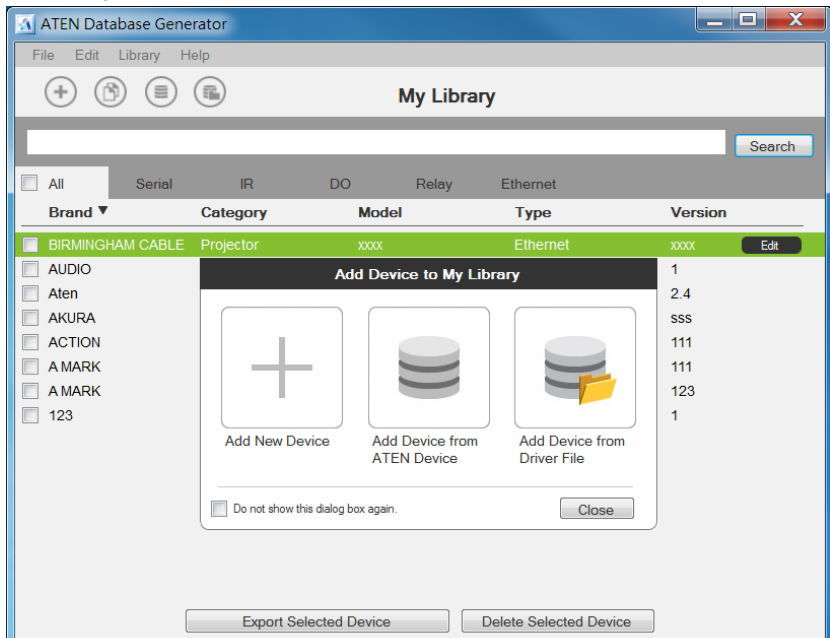 ATEN Database Generator
File Edit Library Help
My Library
Search
All Serial IR DO Relay Ethernet
Brand ▼ Category Model Type Version
BIRMINGHAM CABLE Projector xxxx Ethernet xxxx Edit
AUDIO 1
Aten 2.4
AKURA sss
ACTION 111
A MARK 111
A MARK 123
123 1
Add Device to My Library
Add New Device
Add Device from
ATEN Device
Add Device from
Driver File
Do not show this dialog box again.
Close
Export Selected Device Delete Selected Device